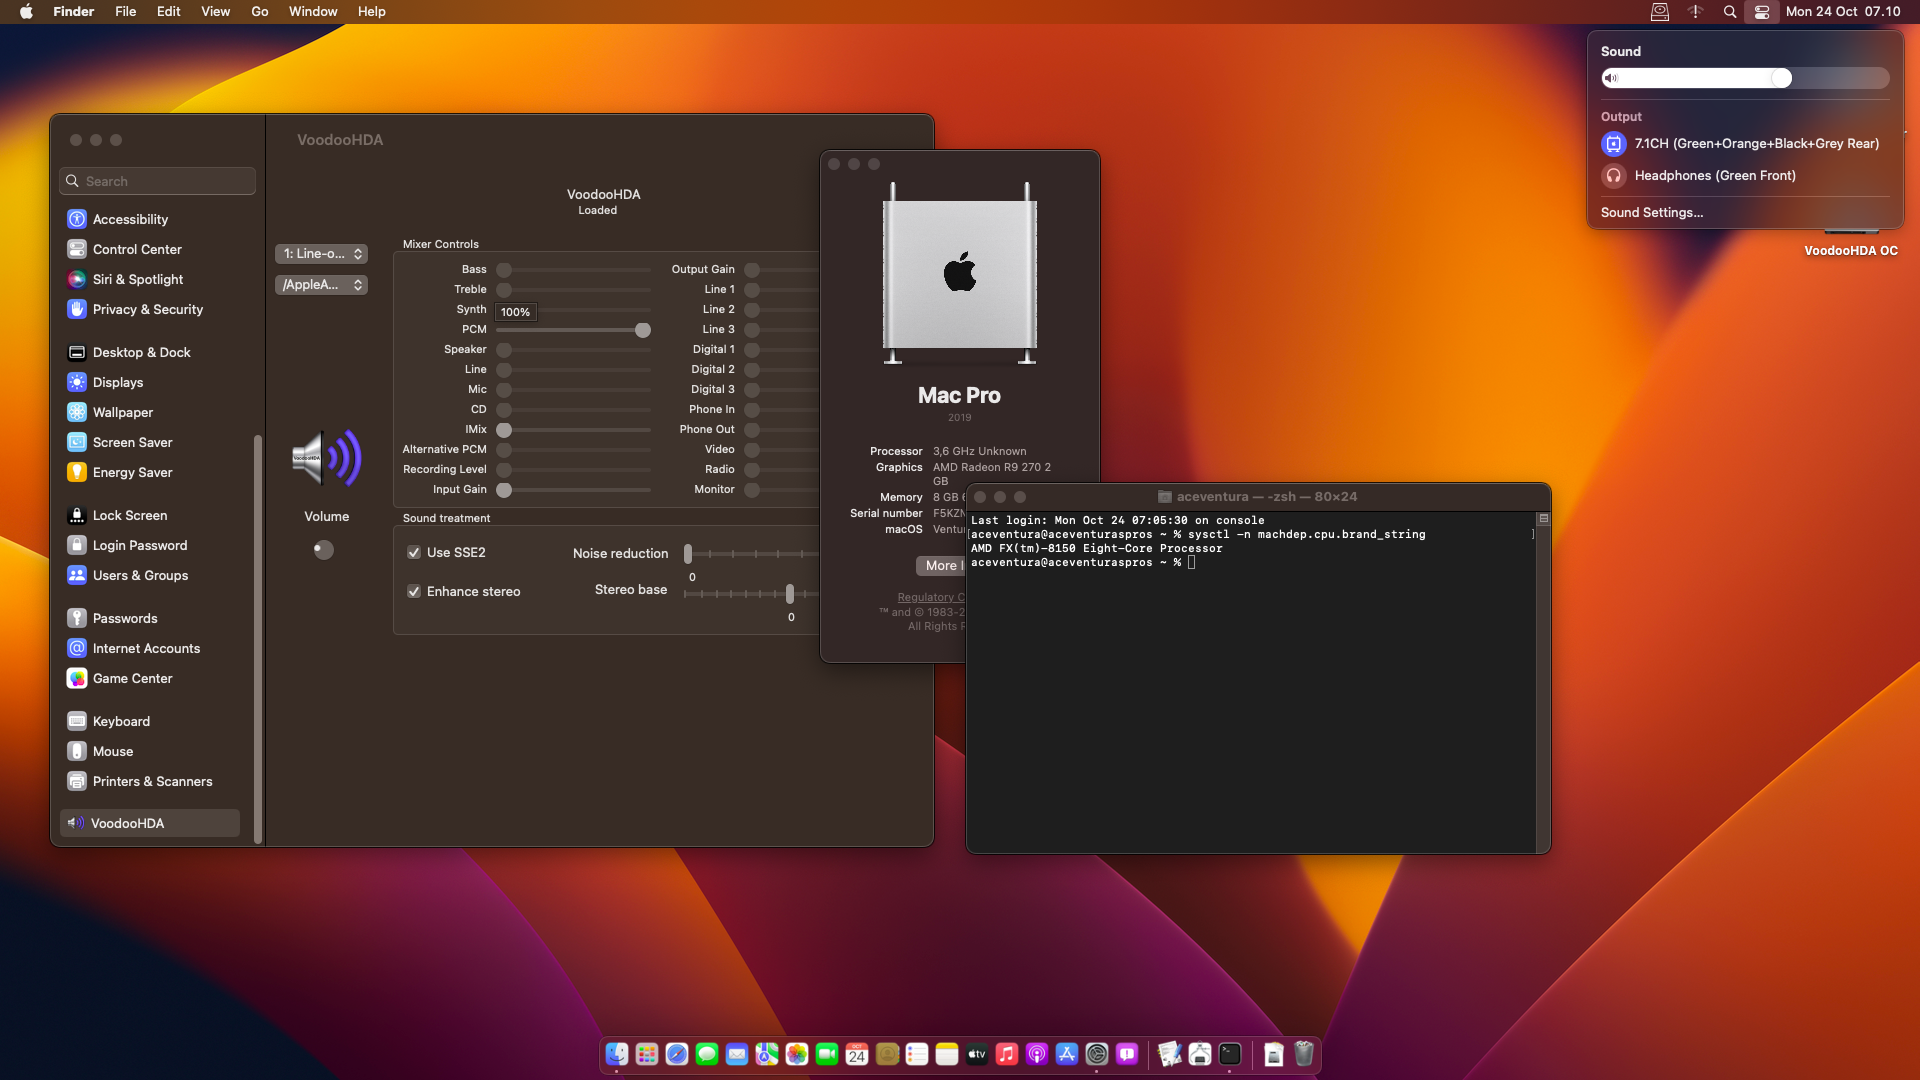 Finder File Edit View Go Window Help
Mon 24 Oct 07.10
Sound
Output
7.1CH (Green+Orange+Black+Grey Rear)
Headphones (Green Front)
Sound Settings...
VoodooHDA OC
VoodooHDA
Search
Accessibility
Control Center
Siri & Spotlight
Privacy & Security
Desktop & Dock
Displays
Wallpaper
Screen Saver
Energy Saver
Lock Screen
Login Password
Users & Groups
Passwords
Internet Accounts
Game Center
Keyboard
Mouse
Printers & Scanners
VoodooHDA
VoodooHDA
Loaded
1: Line-o...
/AppleA...
Volume
Mixer Controls
Bass
Treble
Synth
100%
PCM
Speaker
Line
Mic
CD
IMix
Alternative PCM
Recording Level
Input Gain
Output Gain
Line 1
Line 2
Line 3
Digital 1
Digital 2
Digital 3
Phone In
Phone Out
Video
Radio
Monitor
Sound treatment
Use SSE2
Noise reduction
0
Enhance stereo
Stereo base
0
Mac Pro
2019
Processor 3,6 GHz Unknown
Graphics AMD Radeon R9 270 2
GB
Memory 8 GB
Serial number F5KZN
macOS Ventu
More
Regulatory
™ and © 1983-2
All Rights
aceventura — -zsh — 80×24
Last login: Mon Oct 24 07:05:30 on console
[aceventura@aceventuraspros ~ % sysctl -n machdep.cpu.brand_string ]
AMD FX(tm)-8150 Eight-Core Processor
aceventura@aceventuraspros ~ %
OCT
24
tv